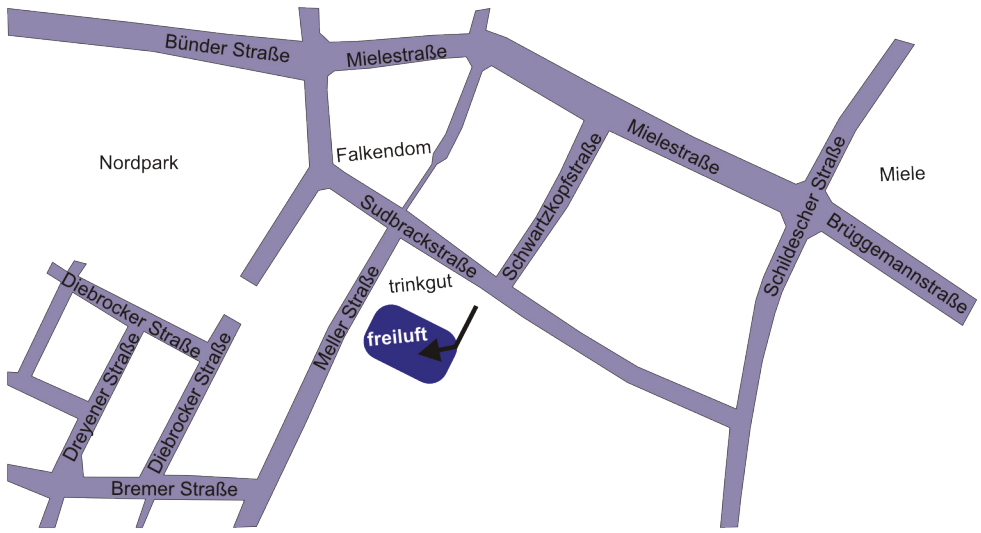 Bünder Straße
Mielestraße
Mielestraße
Falkendom
Nordpark
Miele
Schwartzkopfstraße
Schildescher Straße
Sudbrackstraße
Brüggemannstraße
trinkgut
Diebrocker Straße
Meller Straße
freiluft
Dreyener Straße
Diebrocker Straße
Bremer Straße